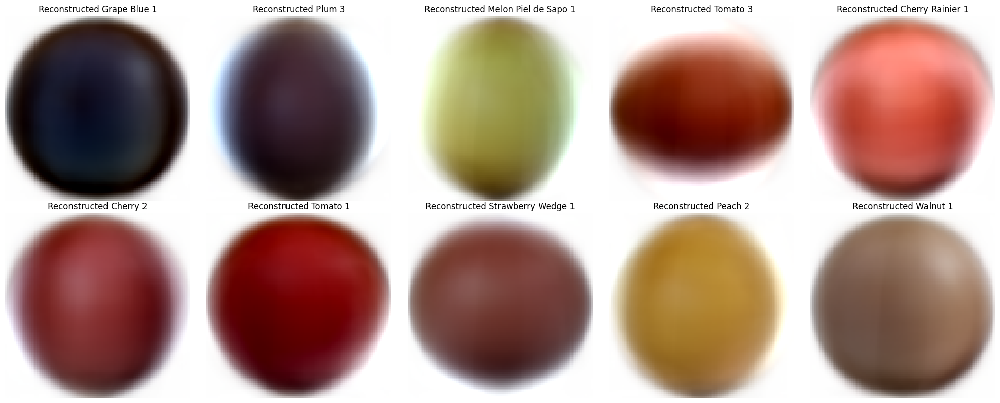 Reconstructed Grape Blue 1
Reconstructed Plum 3
Reconstructed Melon Piel de Sapo 1
Reconstructed Tomato 3
Reconstructed Cherry Rainier 1
Reconstructed Cherry 2
Reconstructed Tomato 1
Reconstructed Strawberry Wedge 1
Reconstructed Peach 2
Reconstructed Walnut 1